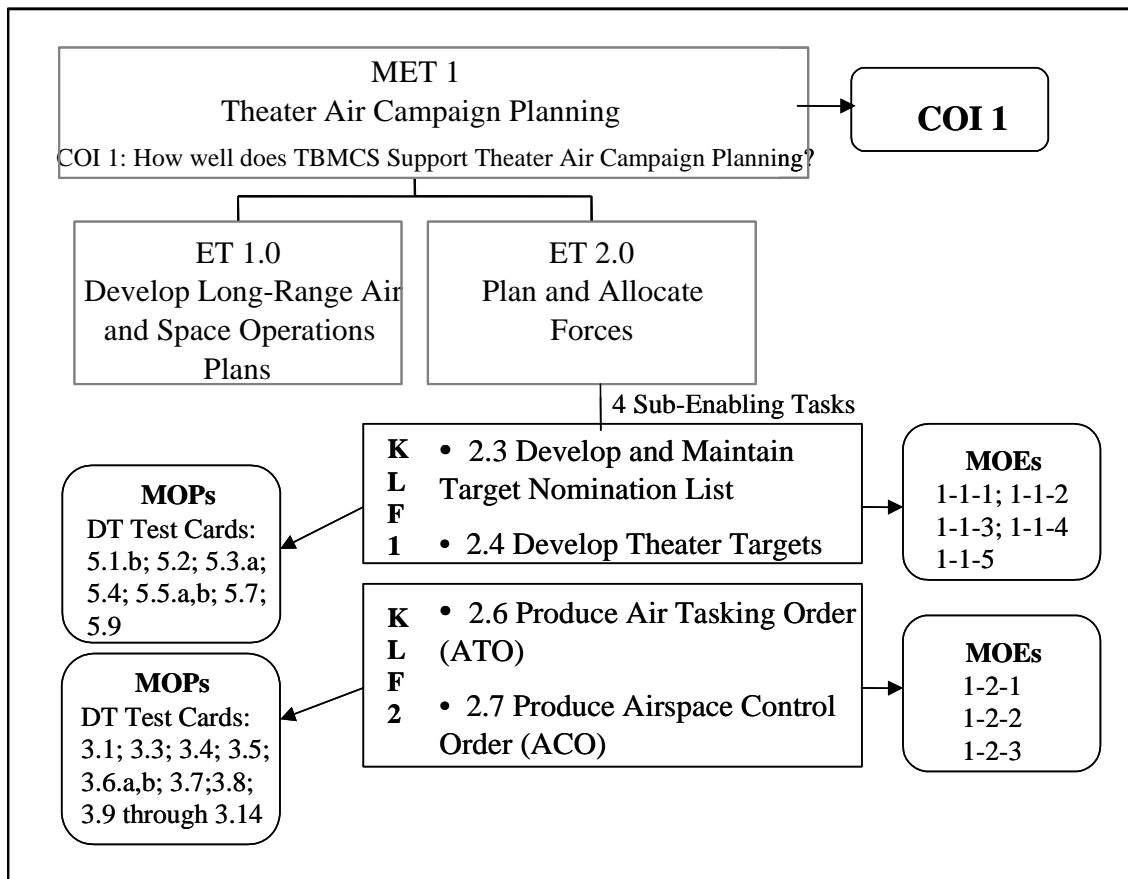 MET 1
Theater Air Campaign Planning
COI 1: How well does TBMCS Support Theater Air Campaign Planning?
COI 1
ET 1.0
Develop Long-Range Air
and Space Operations
Plans
ET 2.0
Plan and Allocate
Forces
4 Sub-Enabling Tasks
K
L
F
1
• 2.3 Develop and Maintain
Target Nomination List
• 2.4 Develop Theater Targets
MOPs
DT Test Cards:
5.1.b; 5.2; 5.3.a;
5.4; 5.5.a,b; 5.7;
5.9
MOEs
1-1-1; 1-1-2
1-1-3; 1-1-4
1-1-5
K
L
F
2
• 2.6 Produce Air Tasking Order
(ATO)
• 2.7 Produce Airspace Control
Order (ACO)
MOPs
DT Test Cards:
3.1; 3.3; 3.4; 3.5;
3.6.a,b; 3.7;3.8;
3.9 through 3.14
MOEs
1-2-1
1-2-2
1-2-3